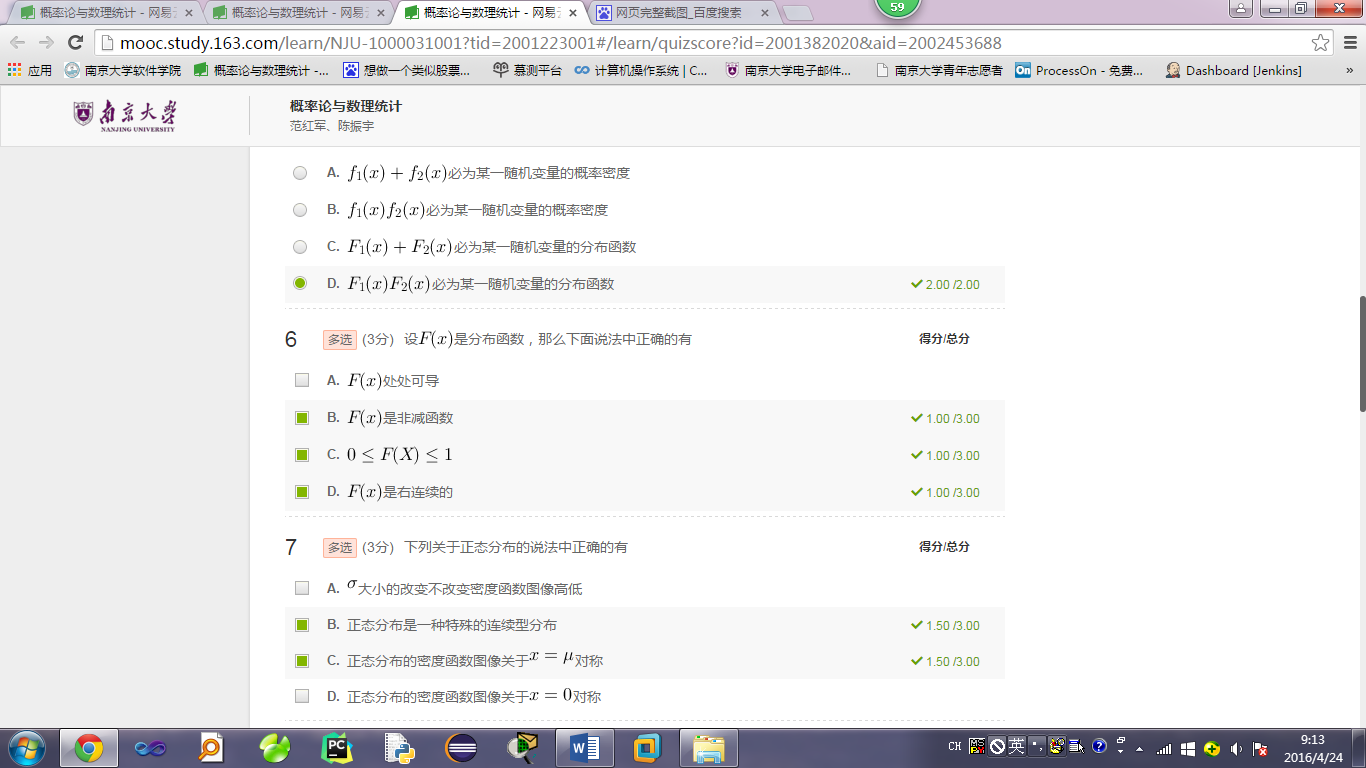 概率论与数理统计 - 网易 概率论与数理统计 - 网易 概率论与数理统计 - 网易 网页完整截图_百度搜索 59
mooc.study.163.com/learn/NJU-1000031001?tid=2001223001#/learn/quizscore?id=2001382020&aid=2002453688
应用 南京大学软件学院 概率论与数理统计 -... 想做一个类似股票... 慕测平台 计算机操作系统 | C... 南京大学电子邮件... 南京大学青年志愿者 ProcessOn - 免费... Dashboard [Jenkins] »
南京大学
NANJING UNIVERSITY
概率论与数理统计
范红军、陈振宇
A. f₁(x) + f₂(x)必为某一随机变量的概率密度
B. f₁(x)f₂(x)必为某一随机变量的概率密度
C. F₁(x) + F₂(x)必为某一随机变量的分布函数
D. F₁(x)F₂(x)必为某一随机变量的分布函数 2.00 /2.00
6 多选 (3分) 设F(x)是分布函数，那么下面说法中正确的有 得分/总分
A. F(x)处处可导
B. F(x)是非减函数 1.00 /3.00
C. 0 ≤ F(X) ≤ 1 1.00 /3.00
D. F(x)是右连续的 1.00 /3.00
7 多选 (3分) 下列关于正态分布的说法中正确的有 得分/总分
A. σ大小的改变不改变密度函数图像高低
B. 正态分布是一种特殊的连续型分布 1.50 /3.00
C. 正态分布的密度函数图像关于x = μ对称 1.50 /3.00
D. 正态分布的密度函数图像关于x = 0对称
CH 英 9:13
2016/4/24